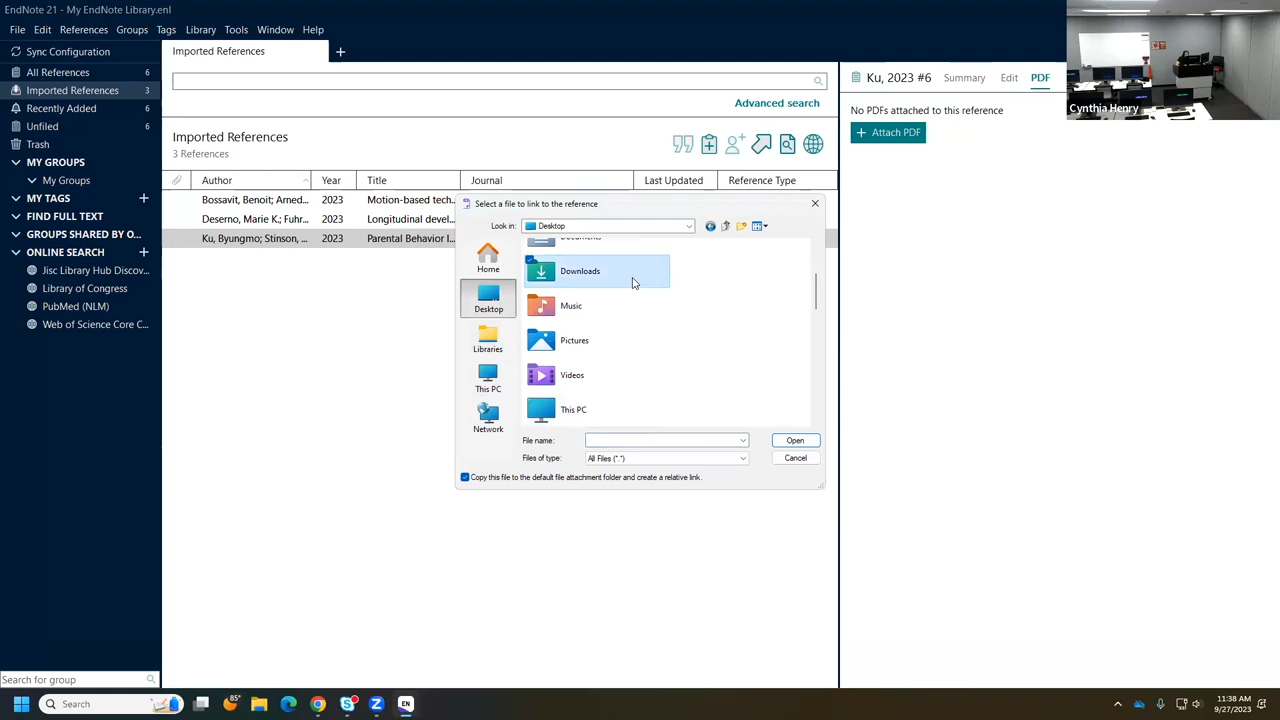 EndNote 21 - My EndNote Library.enl
File Edit References Groups Tags Library Tools Window Help
Sync Configuration
All References 6
Imported References 3
Recently Added 6
Unfiled 6
Trash
MY GROUPS
My Groups
MY TAGS
FIND FULL TEXT
GROUPS SHARED BY O...
ONLINE SEARCH
Jisc Library Hub Discov...
Library of Congress
PubMed (NLM)
Web of Science Core C...
Search for group
Imported References
Advanced search
Imported References
3 References
Author Year Title Journal Last Updated Reference Type
Bossavit, Benoit; Arned... 2023 Motion-based tech...
Deserno, Marie K.; Fuhr... 2023 Longitudinal devel...
Ku, Byungmo; Stinson, ... 2023 Parental Behavior I...
Select a file to link to the reference
Look in: Desktop
Home
Desktop
Libraries
This PC
Network
Documents
Downloads
Music
Pictures
Videos
This PC
File name: Open
Files of type: All Files (*.*) Cancel
Copy this file to the default file attachment folder and create a relative link.
Ku, 2023 #6 Summary Edit PDF
No PDFs attached to this reference
+ Attach PDF
Cynthia Henry
Search
85°
EN
11:38 AM
9/27/2023